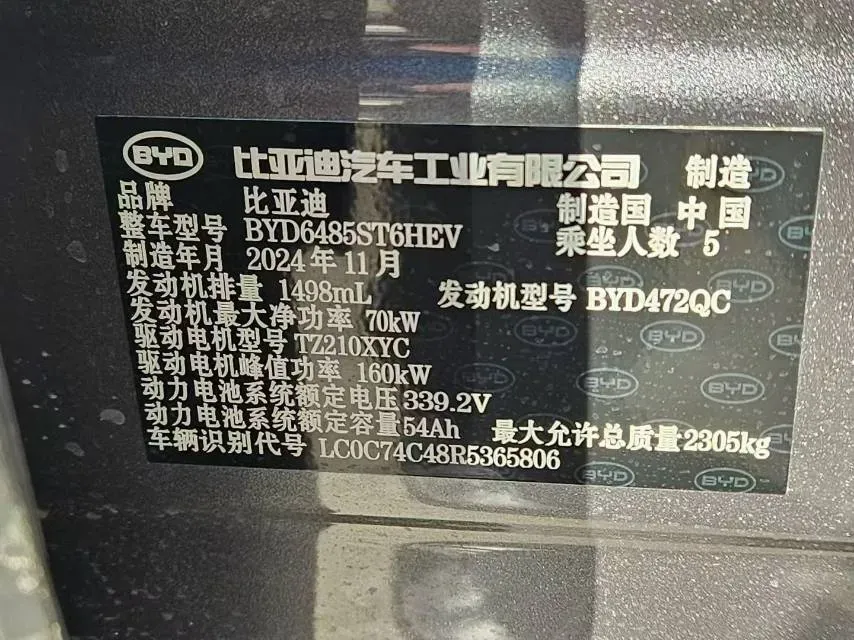 BYD 比亚迪汽车工业有限公司 制造
品牌 比亚迪 制造国 中国
整车型号 BYD6485ST6HEV 乘坐人数 5
制造年月 2024年11月
发动机排量 1498mL 发动机型号 BYD472QC
发动机最大净功率 70kW
驱动电机型号 TZ210XYC
驱动电机峰值功率 160kW
动力电池系统额定电压 339.2V
动力电池系统额定容量 54Ah 最大允许总质量 2305kg
车辆识别代号 LC0C74C48R5365806